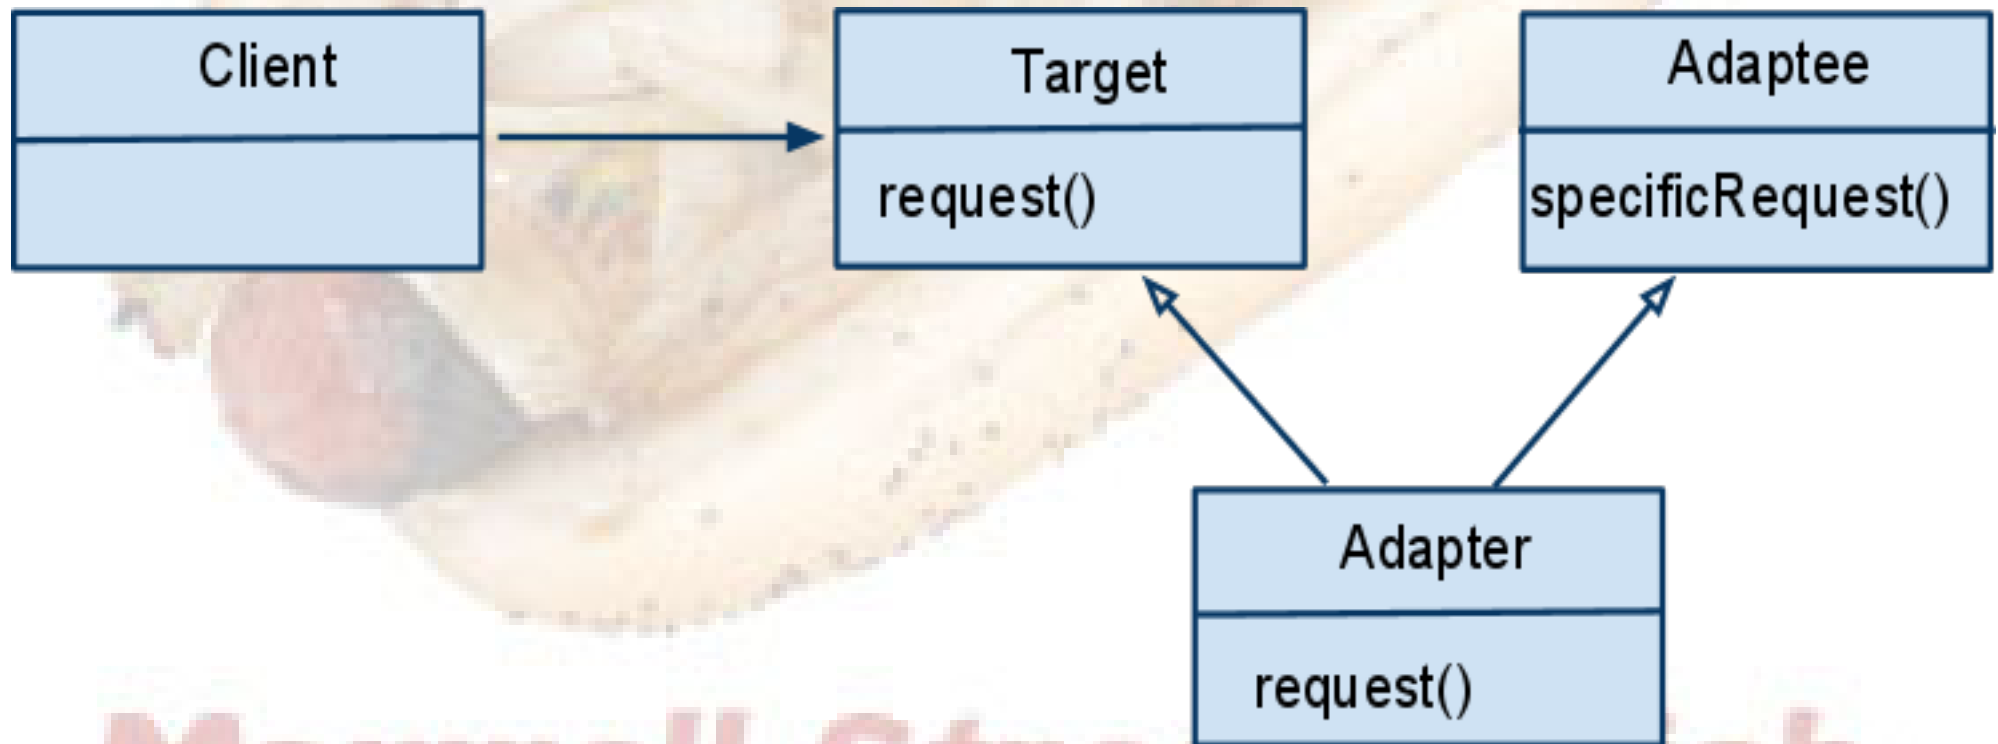 Client
Target
Adaptee
request()
specificRequest()
Adapter
request()